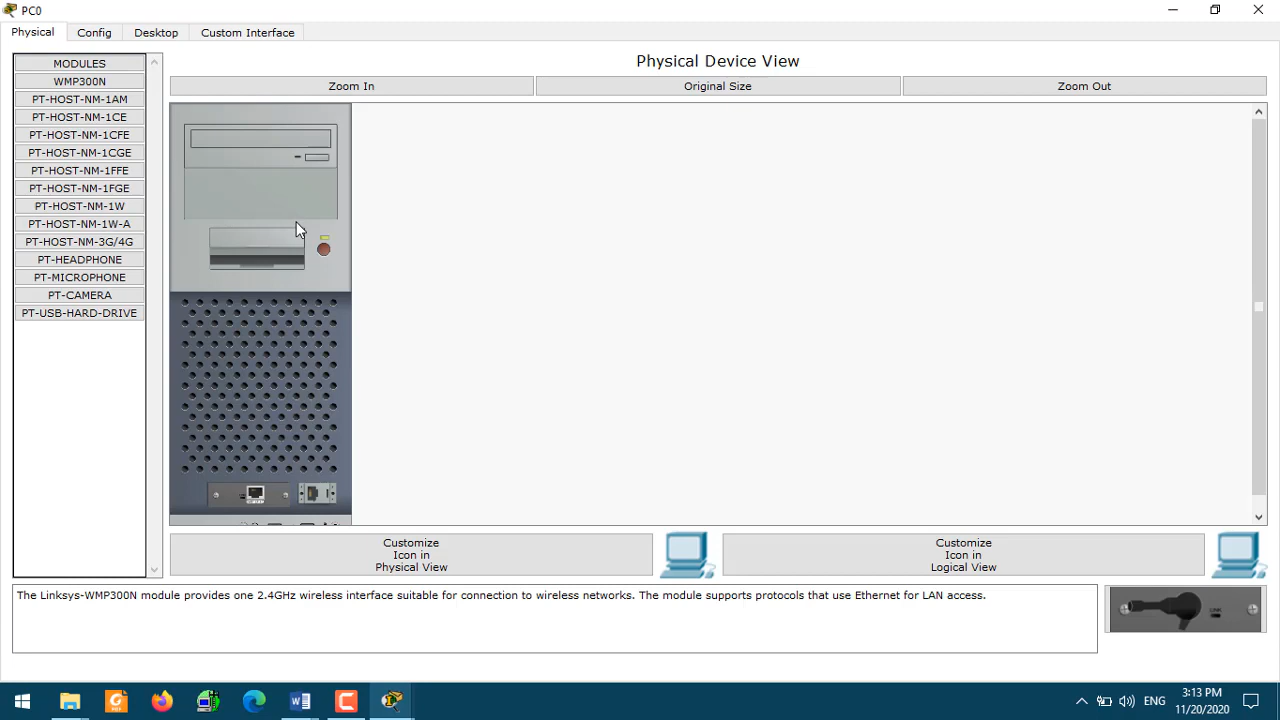 PC0
Physical
Config
Desktop
Custom Interface
MODULES
WMP300N
PT-HOST-NM-1AM
PT-HOST-NM-1CE
PT-HOST-NM-1CFE
PT-HOST-NM-1CGE
PT-HOST-NM-1FFE
PT-HOST-NM-1FGE
PT-HOST-NM-1W
PT-HOST-NM-1W-A
PT-HOST-NM-3G/4G
PT-HEADPHONE
PT-MICROPHONE
PT-CAMERA
PT-USB-HARD-DRIVE
Physical Device View
Zoom In
Original Size
Zoom Out
Customize
Icon in
Physical View
Customize
Icon in
Logical View
The Linksys-WMP300N module provides one 2.4GHz wireless interface suitable for connection to wireless networks. The module supports protocols that use Ethernet for LAN access.
LINK
ENG
3:13 PM
11/20/2020